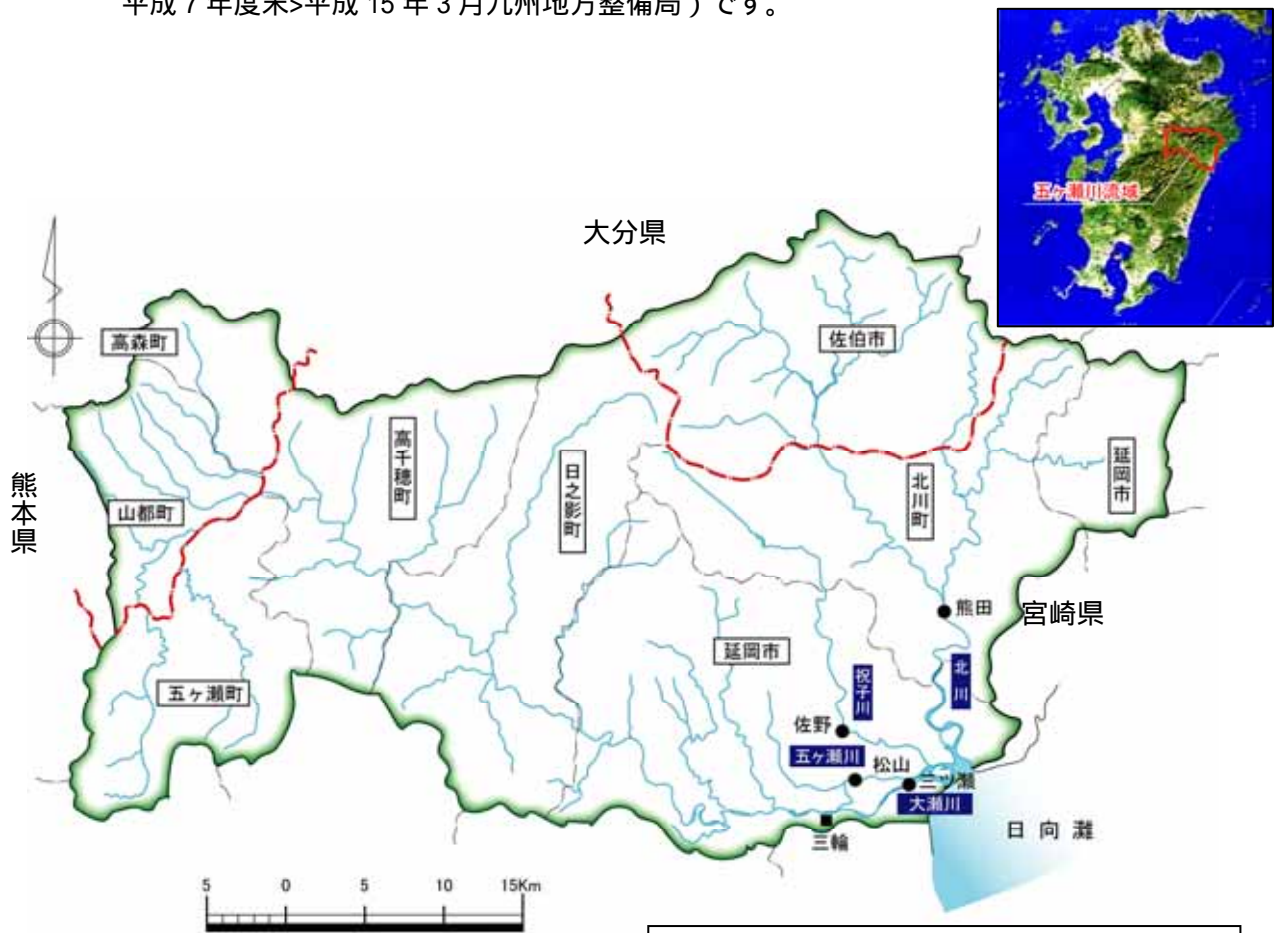 平成 7 年度末>平成 15 年 3 月九州地方整備局）です。
五ヶ瀬川流域
大分県
高森町
佐伯市
高千穂町
日之影町
北川町
延岡市
熊本県
山都町
熊田
宮崎県
延岡市
祝子川
北川
五ヶ瀬町
佐野
五ヶ瀬川
松山
三ツ瀬
大瀬川
三輪
日向灘
5 0 5 10 15Km